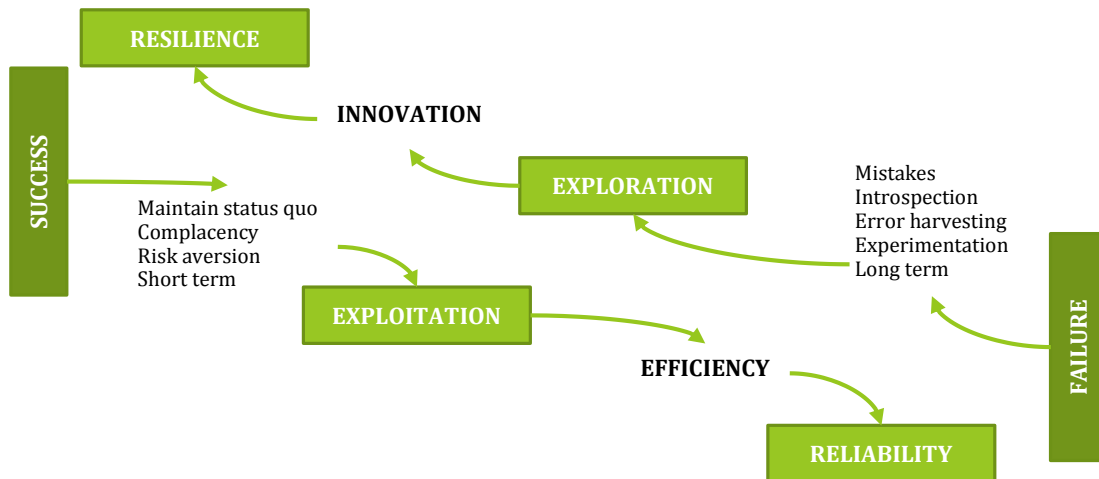 RESILIENCE
SUCCESS
INNOVATION
EXPLORATION
Maintain status quo
Complacency
Risk aversion
Short term
Mistakes
Introspection
Error harvesting
Experimentation
Long term
EXPLOITATION
EFFICIENCY
FAILURE
RELIABILITY